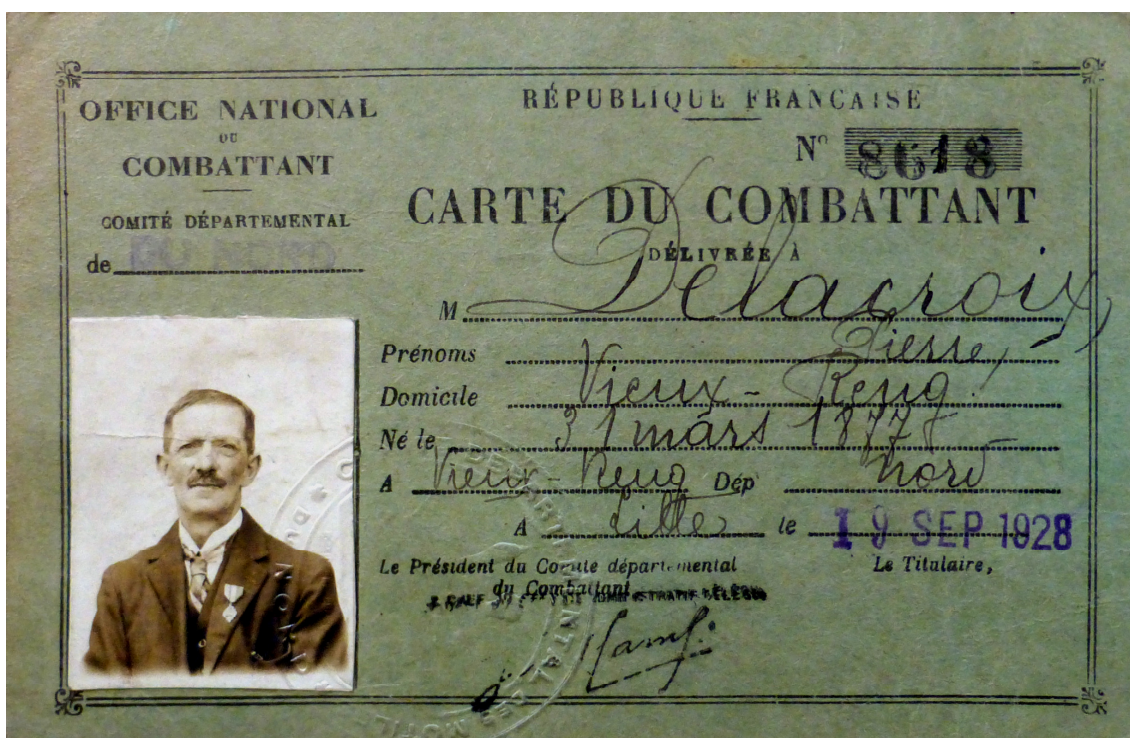 OFFICE NATIONAL
DU
COMBATTANT
COMITÉ DÉPARTEMENTAL
de DU NORD
RÉPUBLIQUE FRANÇAISE
N° 8618
CARTE DU COMBATTANT
DÉLIVRÉE À
M Delacroix
Prénoms Pierre
Domicile Vieux-Reng
Né le 31 mars 1877
A Vieux-Reng Dép Nord
A Lille le 19 SEP 1928
Le Président du Comité départemental
du Combattant
Le Titulaire,